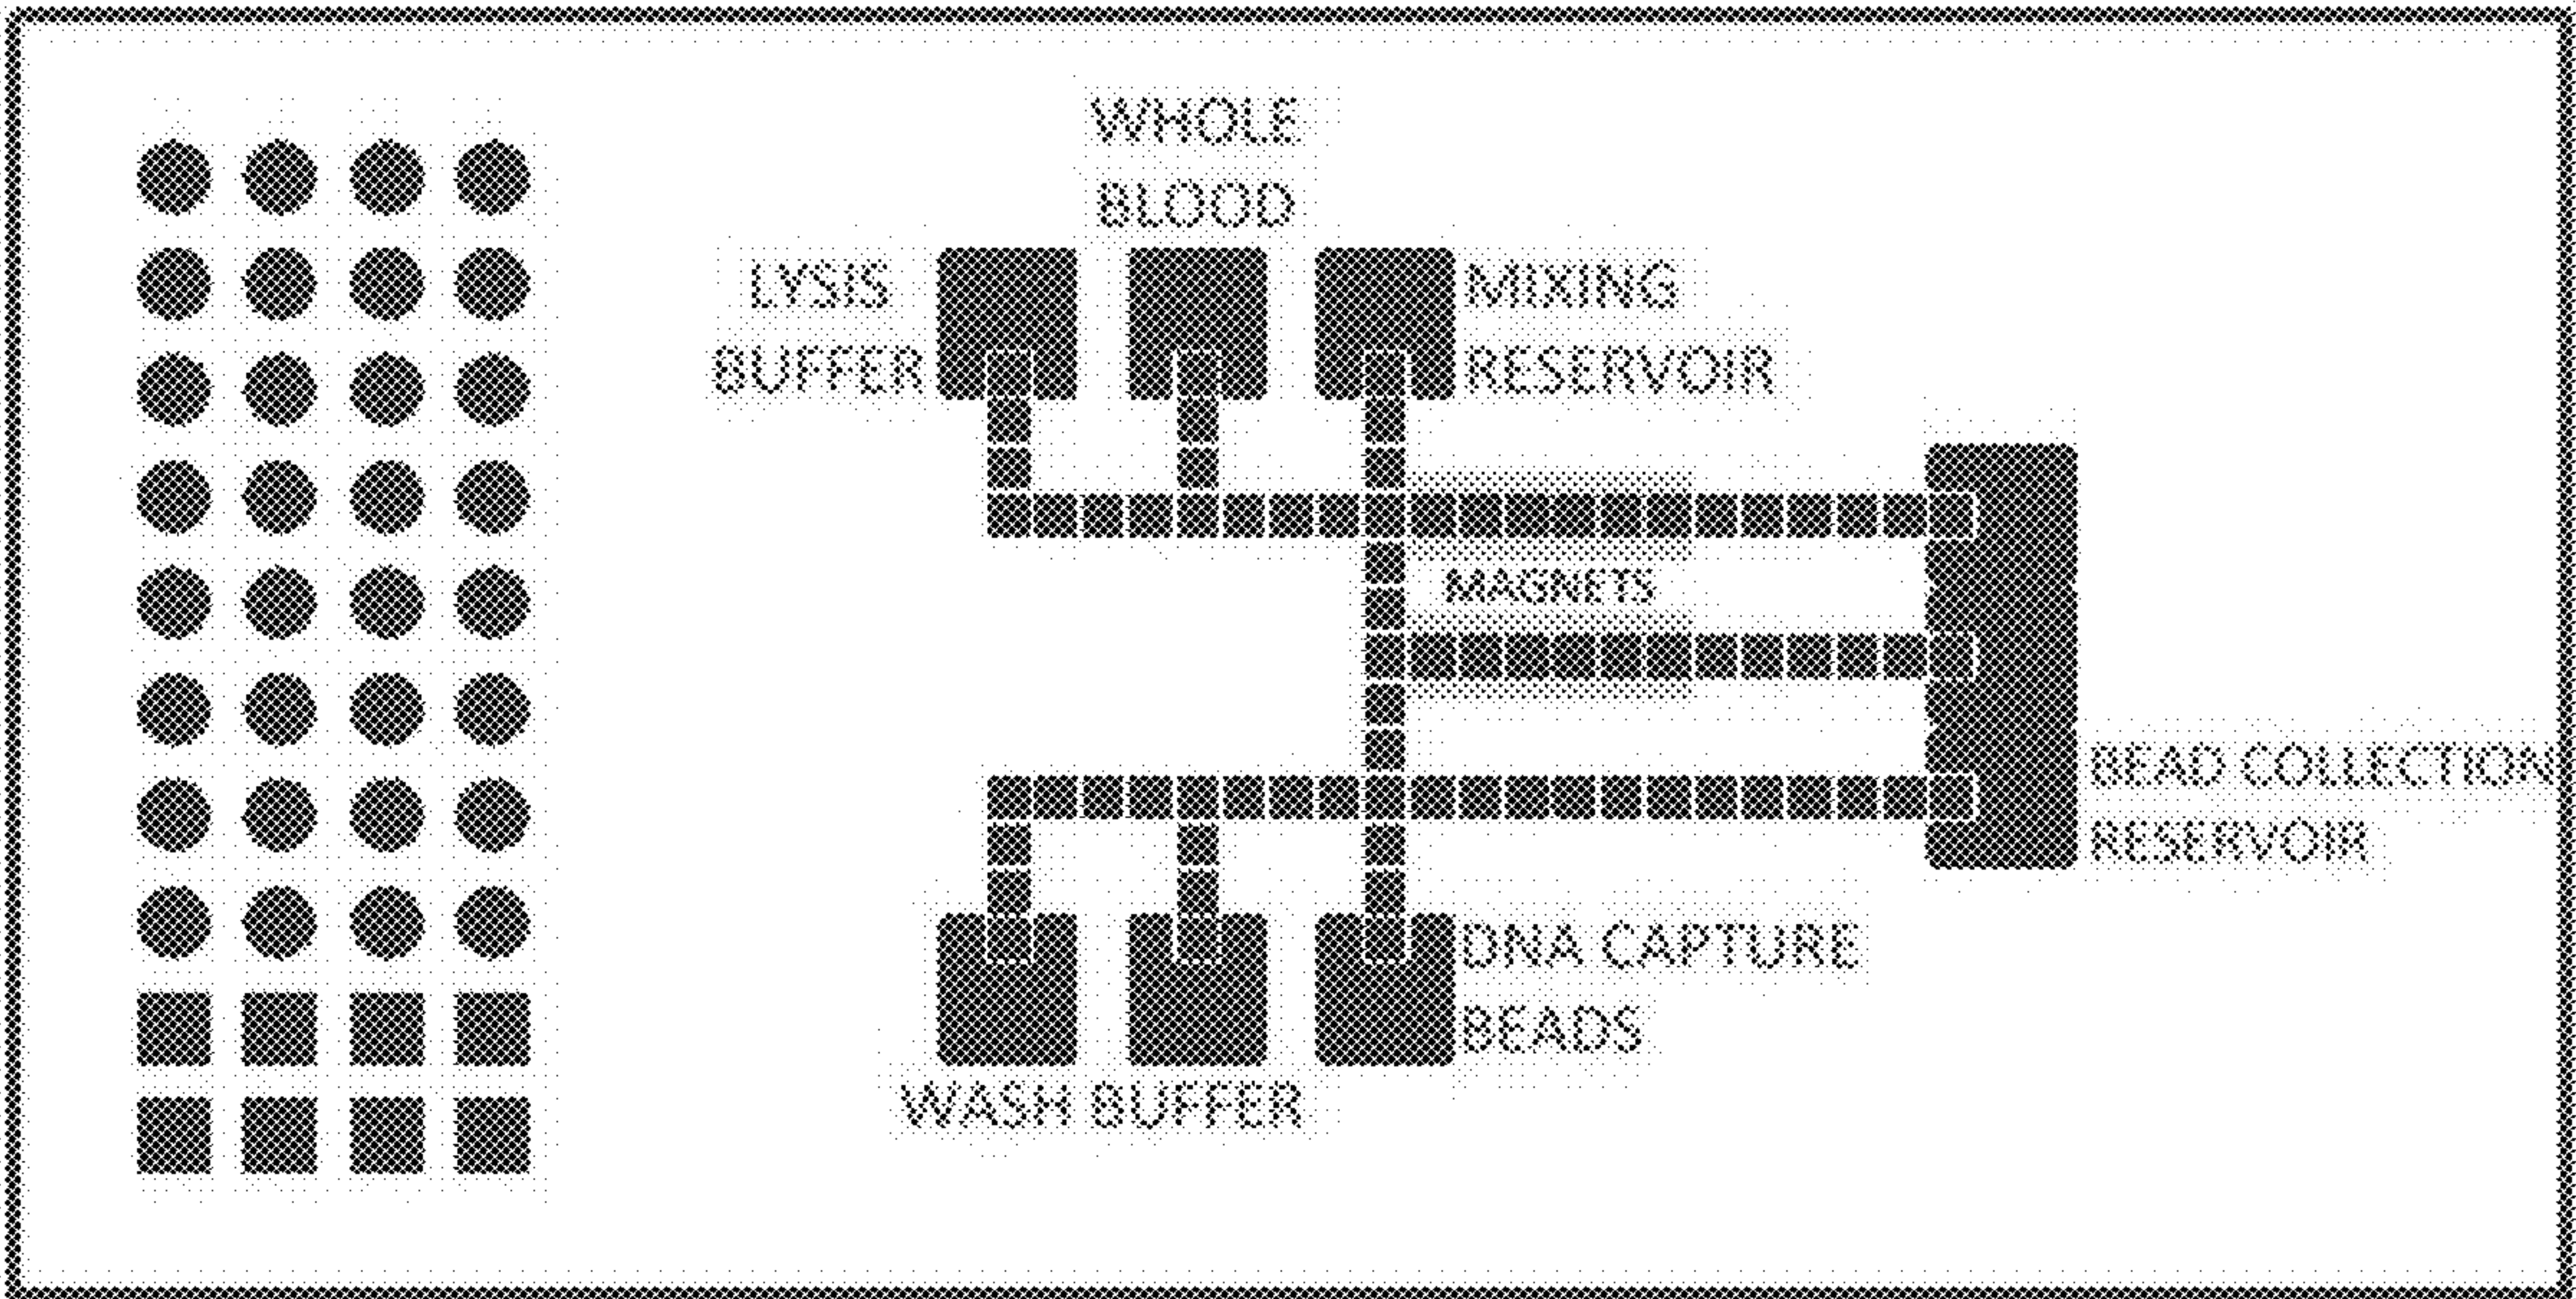 WHOLE
BLOOD
LYSIS
BUFFER
MIXING
RESERVOIR
MAGNETS
BEAD COLLECTION
RESERVOIR
DNA CAPTURE
BEADS
WASH BUFFER